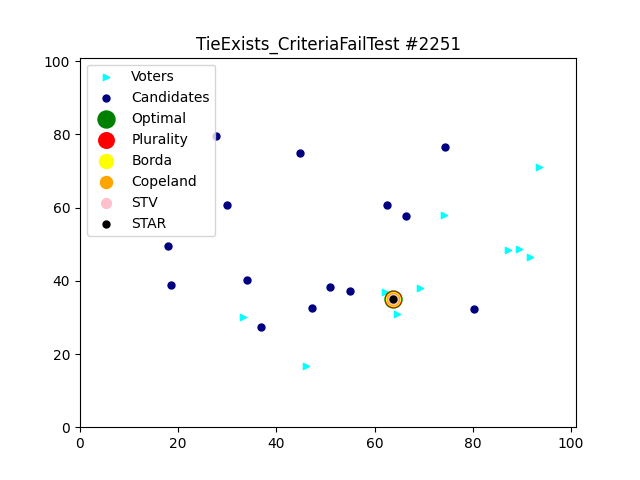 TieExists_CriteriaFailTest #2251
100
80
60
40
20
0
Voters
Candidates
Optimal
Plurality
Borda
Copeland
STV
STAR
0 20 40 60 80 100